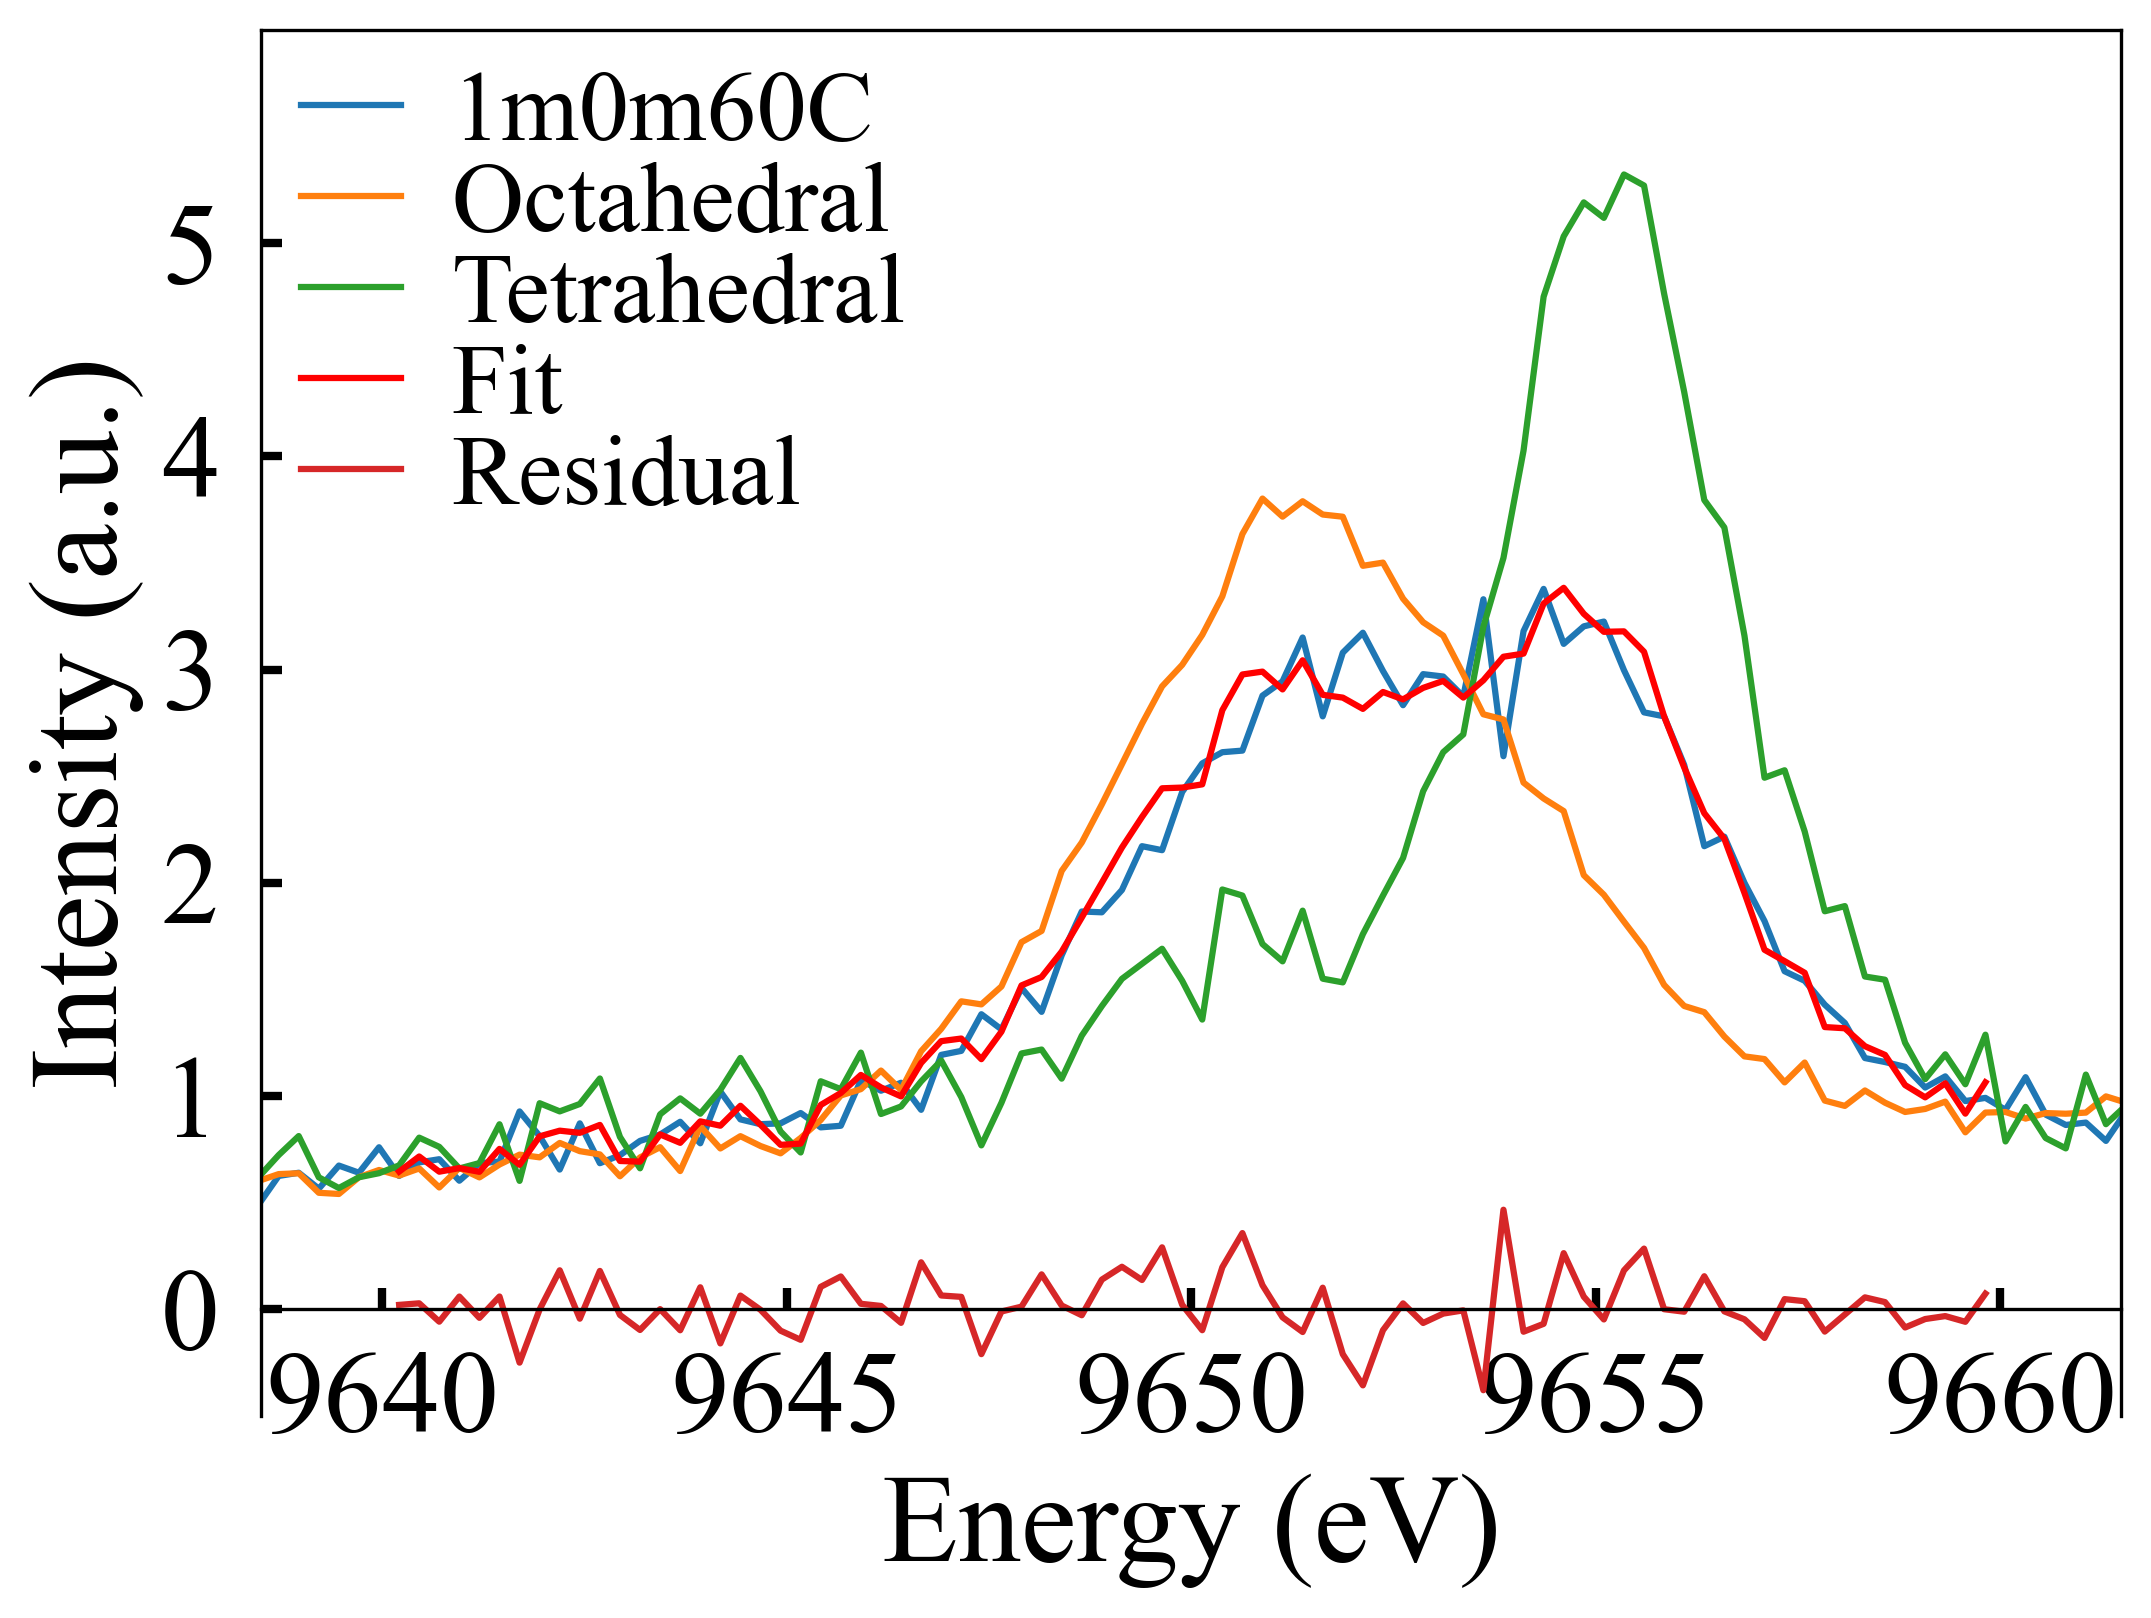 1m0m60C
Octahedral
Tetrahedral
Fit
Residual
Intensity (a.u.)
5
4
3
2
1
0
9640 9645 9650 9655 9660
Energy (eV)